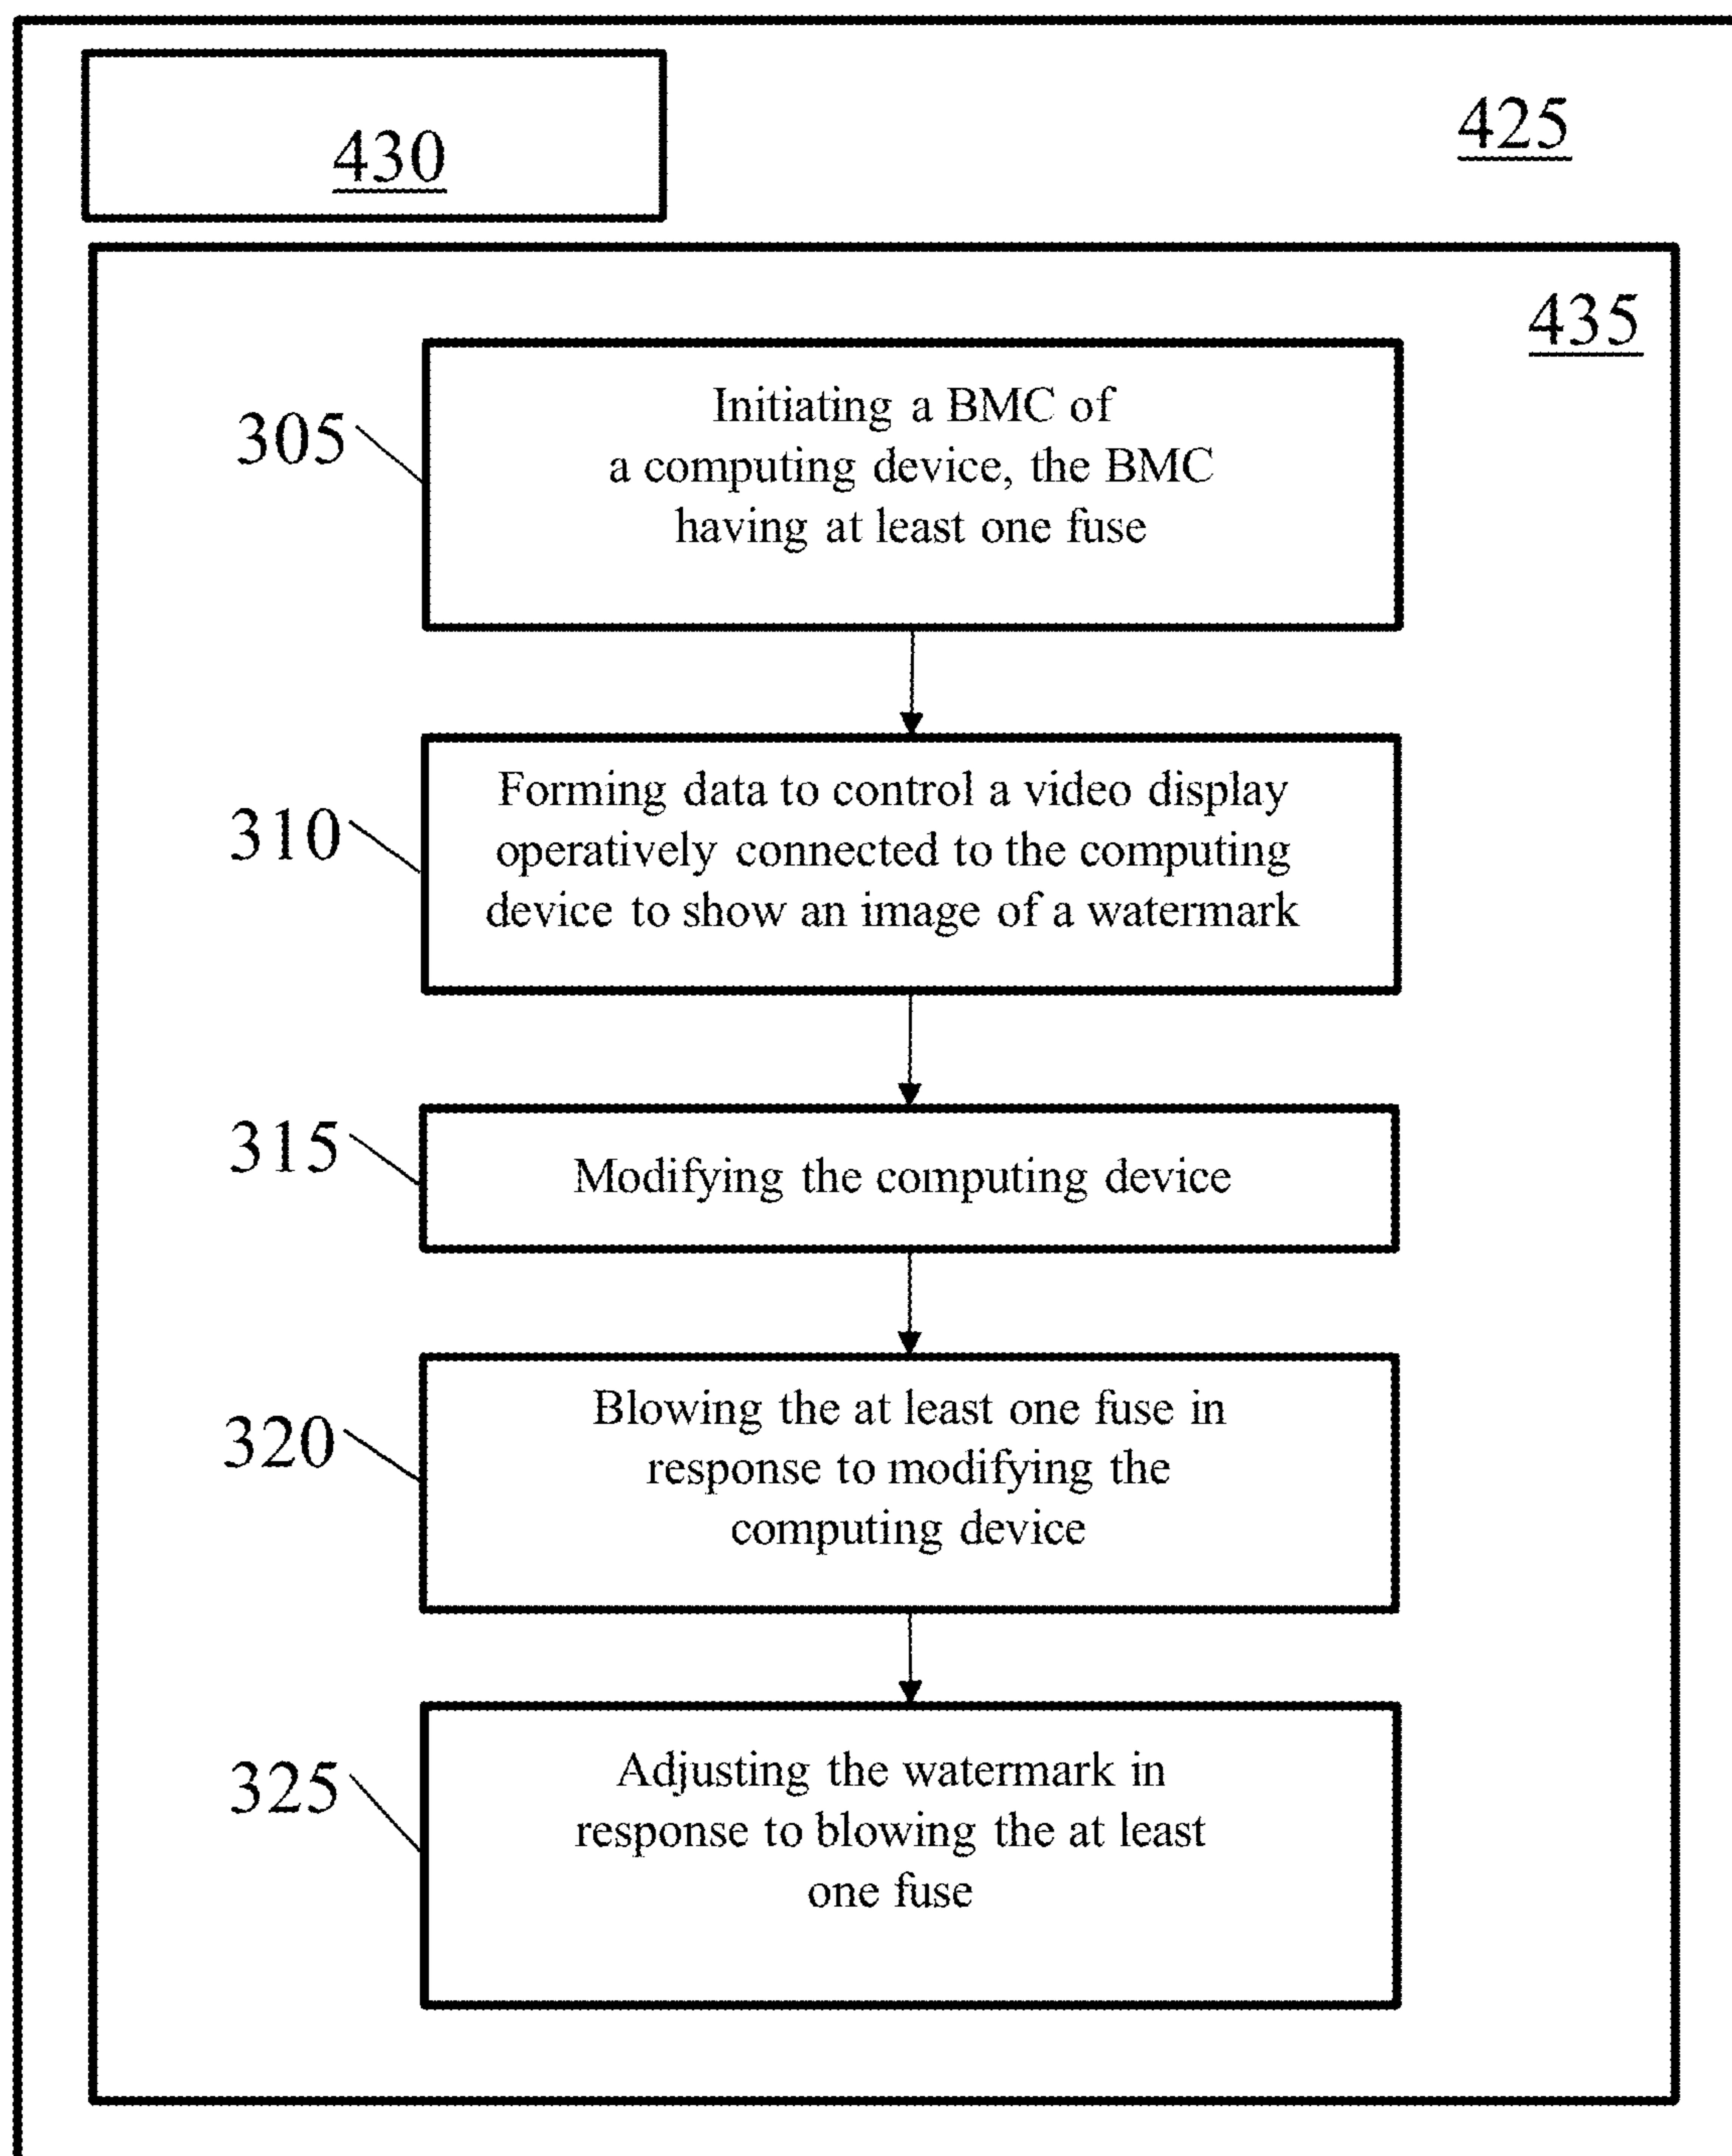 430
425
435
305
Initiating a BMC of
a computing device, the BMC
having at least one fuse
310
Forming data to control a video display
operatively connected to the computing
device to show an image of a watermark
315
Modifying the computing device
320
Blowing the at least one fuse in
response to modifying the
computing device
325
Adjusting the watermark in
response to blowing the at least
one fuse